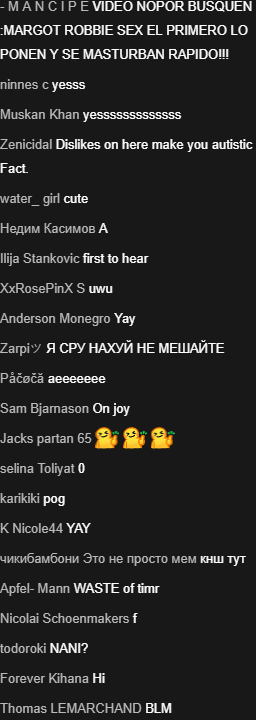 - M A N C I P E VIDEO NOPOR BUSQUEN
:MARGOT ROBBIE SEX EL PRIMERO LO
PONEN Y SE MASTURBAN RAPIDO!!!
ninnes c yesss
Muskan Khan yesssssssssssss
Zenicidal Dislikes on here make you autistic
Fact.
water_ girl cute
Недим Касимов А
Ilija Stankovic first to hear
XxRosePinX S uwu
Anderson Monegro Yay
Zarpiツ Я СРУ НАХУЙ НЕ МЕШАЙТЕ
Påčøčă aeeeeeee
Sam Bjarnason On joy
Jacks partan 65
selina Toliyat 0
karikiki pog
K Nicole44 YAY
чикибамбони Это не просто мем кнш тут
Apfel- Mann WASTE of timr
Nicolai Schoenmakers f
todoroki NANI?
Forever Kihana Hi
Thomas LEMARCHAND BLM